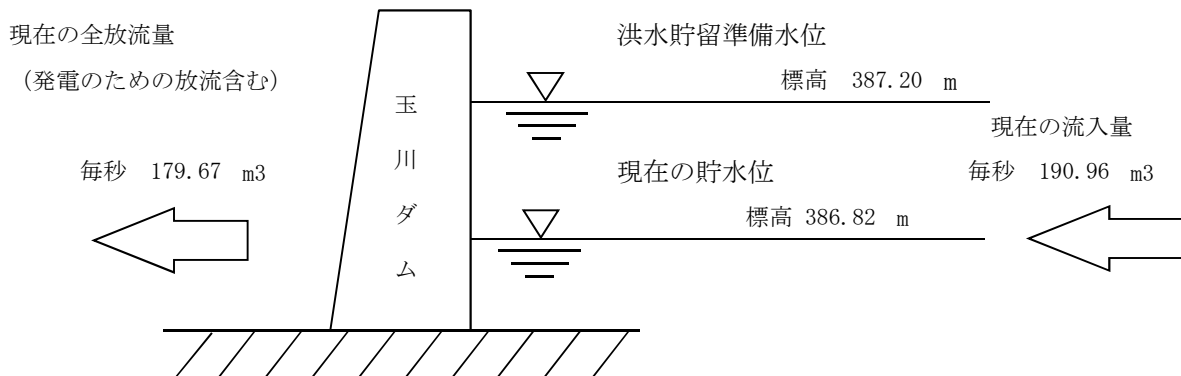 現在の全放流量
（発電のための放流含む）
毎秒 179.67 m3
玉川ダム
洪水貯留準備水位
標高 387.20 m
現在の貯水位
標高 386.82 m
現在の流入量
毎秒 190.96 m3